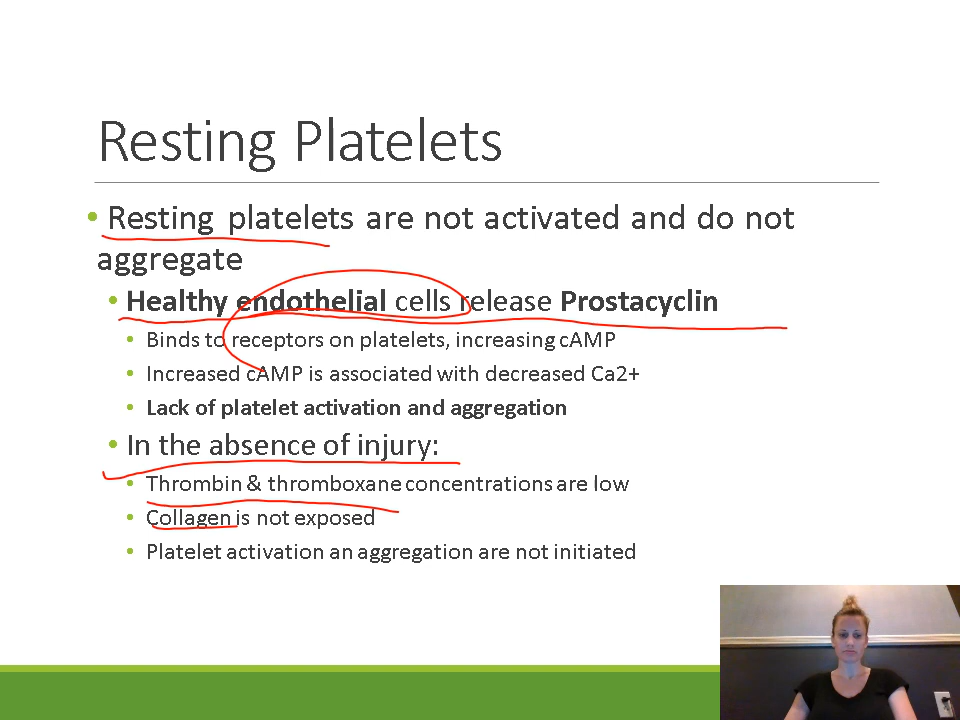 Resting Platelets
• Resting platelets are not activated and do not
aggregate
• Healthy endothelial cells release Prostacyclin
• Binds to receptors on platelets, increasing cAMP
• Increased cAMP is associated with decreased Ca2+
• Lack of platelet activation and aggregation
• In the absence of injury:
• Thrombin & thromboxane concentrations are low
• Collagen is not exposed
• Platelet activation an aggregation are not initiated